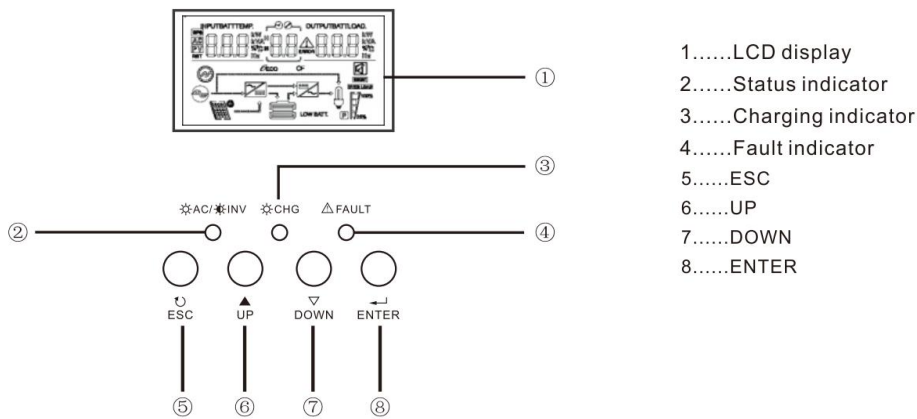 INPUTBATTTEMP. OUTPUTBATTLOAD.
ERROR
ECO
LOW BATT.
①
1......LCD display
2......Status indicator
3......Charging indicator
4......Fault indicator
5......ESC
6......UP
7......DOWN
8......ENTER
③
AC/ INV CHG FAULT
② ④
ESC UP DOWN ENTER
⑤ ⑥ ⑦ ⑧